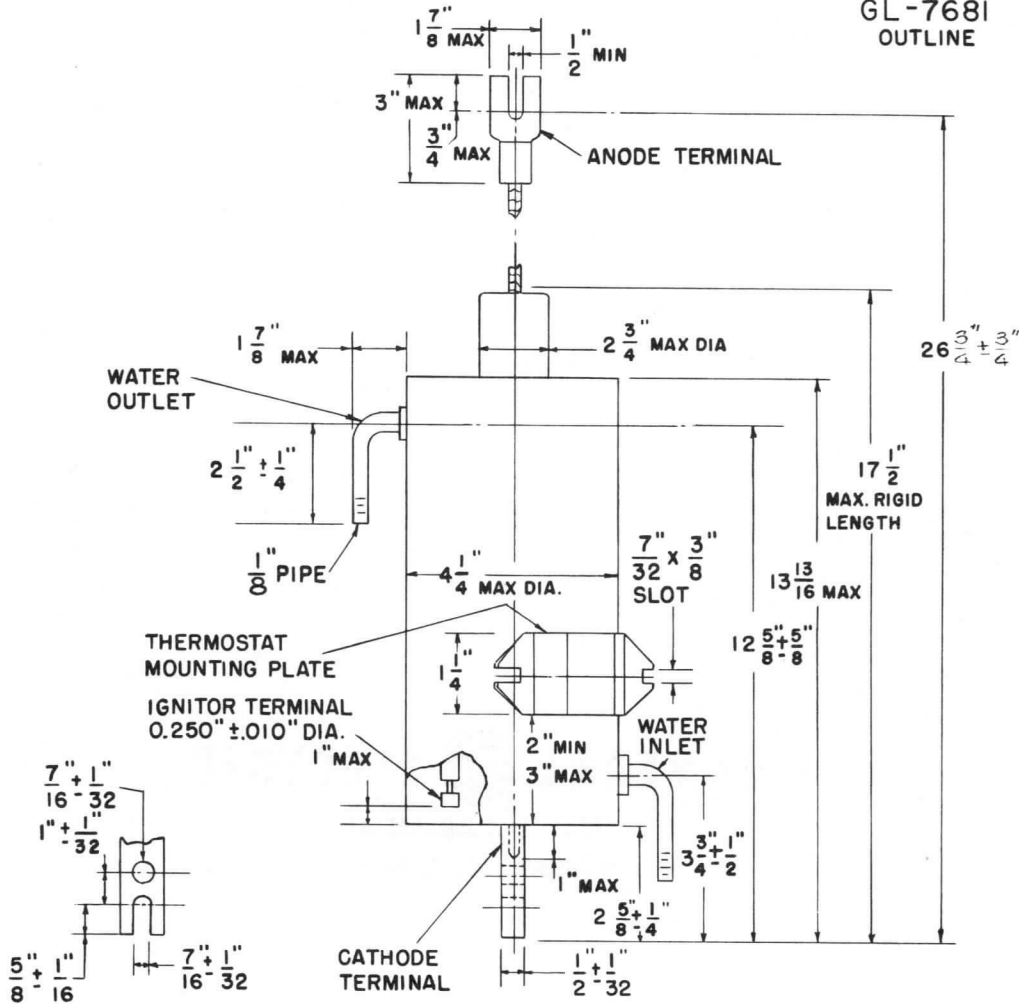 GL-7681
OUTLINE
1 7/8" MAX
1/2" MIN
3" MAX
3/4" MAX
ANODE TERMINAL
1 7/8" MAX
2 3/4" MAX DIA
26 3/4" ± 3/4"
WATER
OUTLET
2 1/2" ± 1/4"
17 1/2"
MAX. RIGID
LENGTH
1/8" PIPE
4 1/4" MAX DIA.
7/32" x 3/8"
SLOT
13 13/16 MAX
12 5/8" ± 5/8"
THERMOSTAT
MOUNTING PLATE
1 1/4"
IGNITOR TERMINAL
0.250" ±.010" DIA.
1" MAX
2" MIN
3" MAX
WATER
INLET
7/16" ± 1/32"
1" ± 1/32"
3 3/4" ± 1/2"
1" MAX
2 5/8" ± 1/4"
CATHODE
TERMINAL
5/8" ± 1/16"
7/16" ± 1/32"
1/2" ± 1/32"